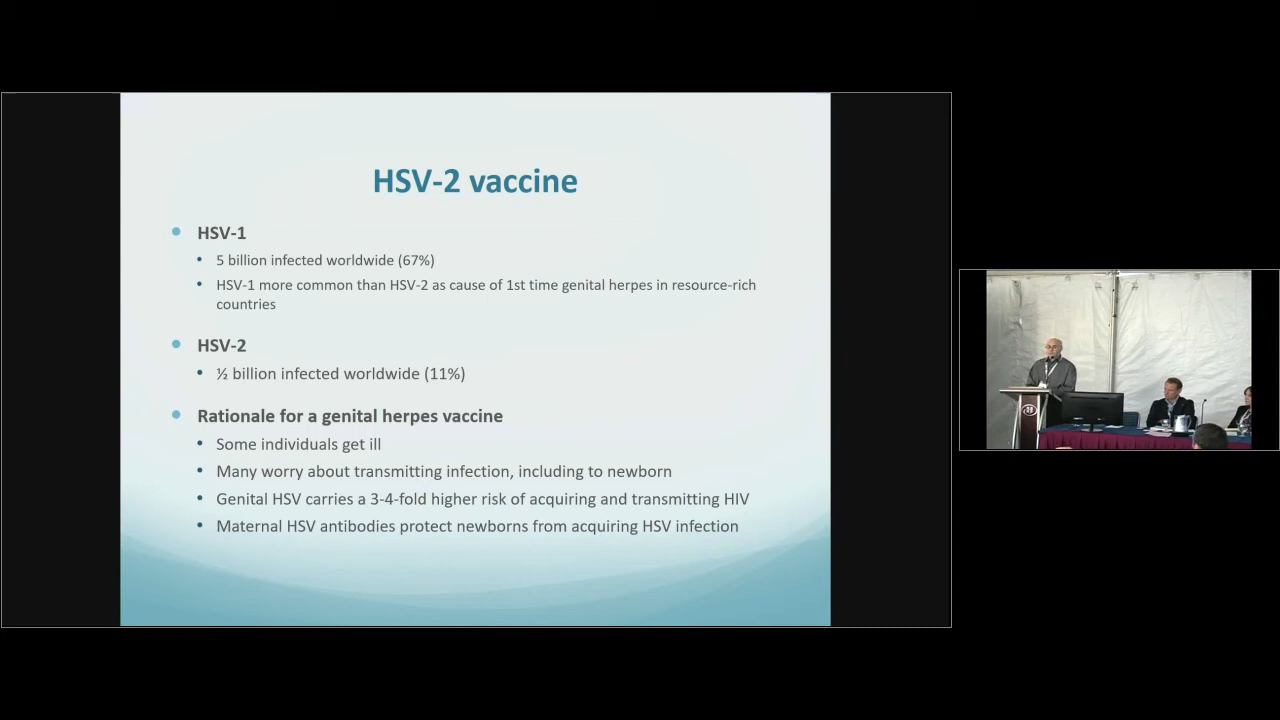 HSV-2 vaccine
HSV-1
5 billion infected worldwide (67%)
HSV-1 more common than HSV-2 as cause of 1st time genital herpes in resource-rich
countries
HSV-2
½ billion infected worldwide (11%)
Rationale for a genital herpes vaccine
Some individuals get ill
Many worry about transmitting infection, including to newborn
Genital HSV carries a 3-4-fold higher risk of acquiring and transmitting HIV
Maternal HSV antibodies protect newborns from acquiring HSV infection